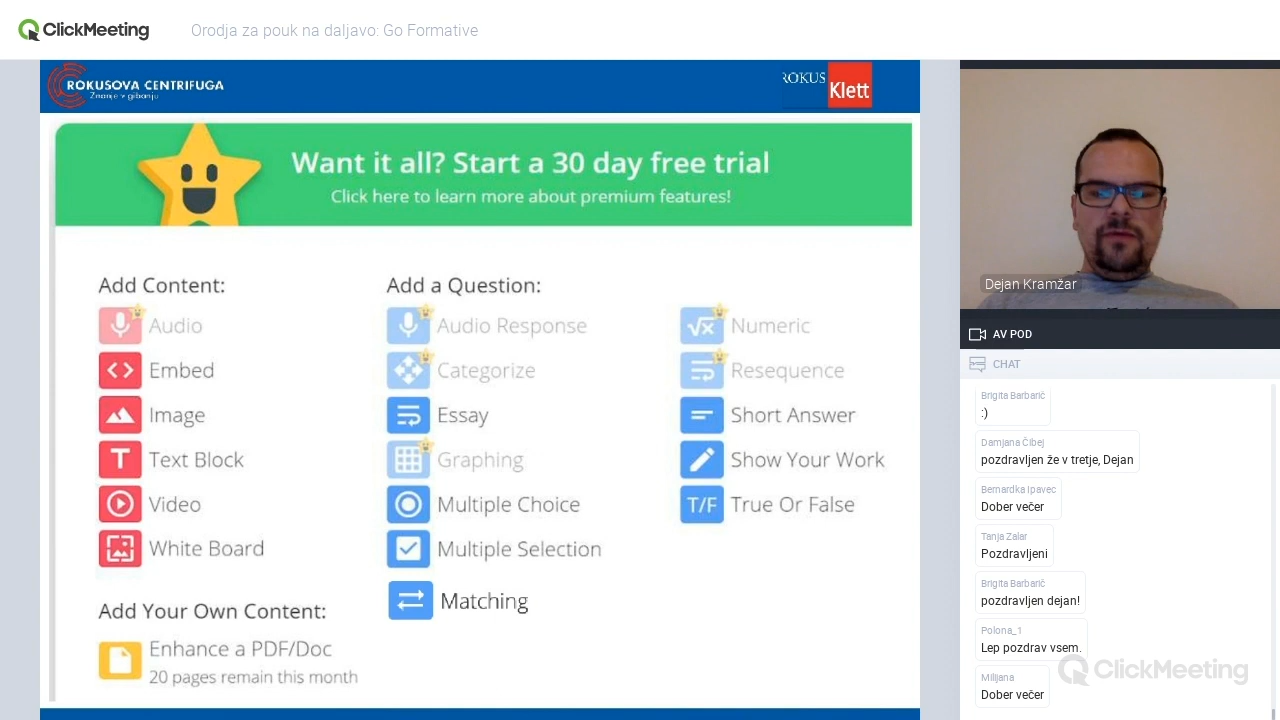 ClickMeeting
Orodja za pouk na daljavo: Go Formative
ROKUSOVA CENTRIFUGA
Znanje v gibanju
ROKUS
Klett
Want it all? Start a 30 day free trial
Click here to learn more about premium features!
Add Content:
Audio
Embed
Image
T
Text Block
Video
White Board
Add Your Own Content:
Enhance a PDF/Doc
20 pages remain this month
Add a Question:
Audio Response
Categorize
Essay
Graphing
Multiple Choice
Multiple Selection
Matching
√x
Numeric
Resequence
Short Answer
Show Your Work
T/F
True Or False
Dejan Kramžar
AV POD
CHAT
Brigita Barbarič
:)
Damjana Čibej
pozdravljen že v tretje, Dejan
Bernardka Ipavec
Dober večer
Tanja Zalar
Pozdravljeni
Brigita Barbarič
pozdravljen dejan!
Polona_1
Lep pozdrav vsem.
Miljana
Dober večer
ClickMeeting